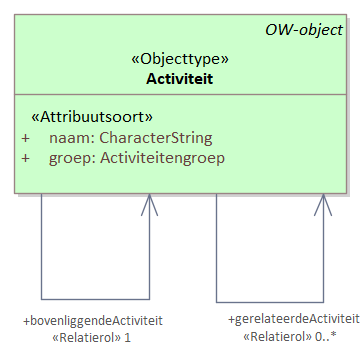 OW-object
«Objecttype»
Activiteit
«Attribuutsoort»
+ naam: CharacterString
+ groep: Activiteitengroep
+bovenliggendeActiviteit
«Relatierol» 1
+gerelateerdeActiviteit
«Relatierol» 0..*